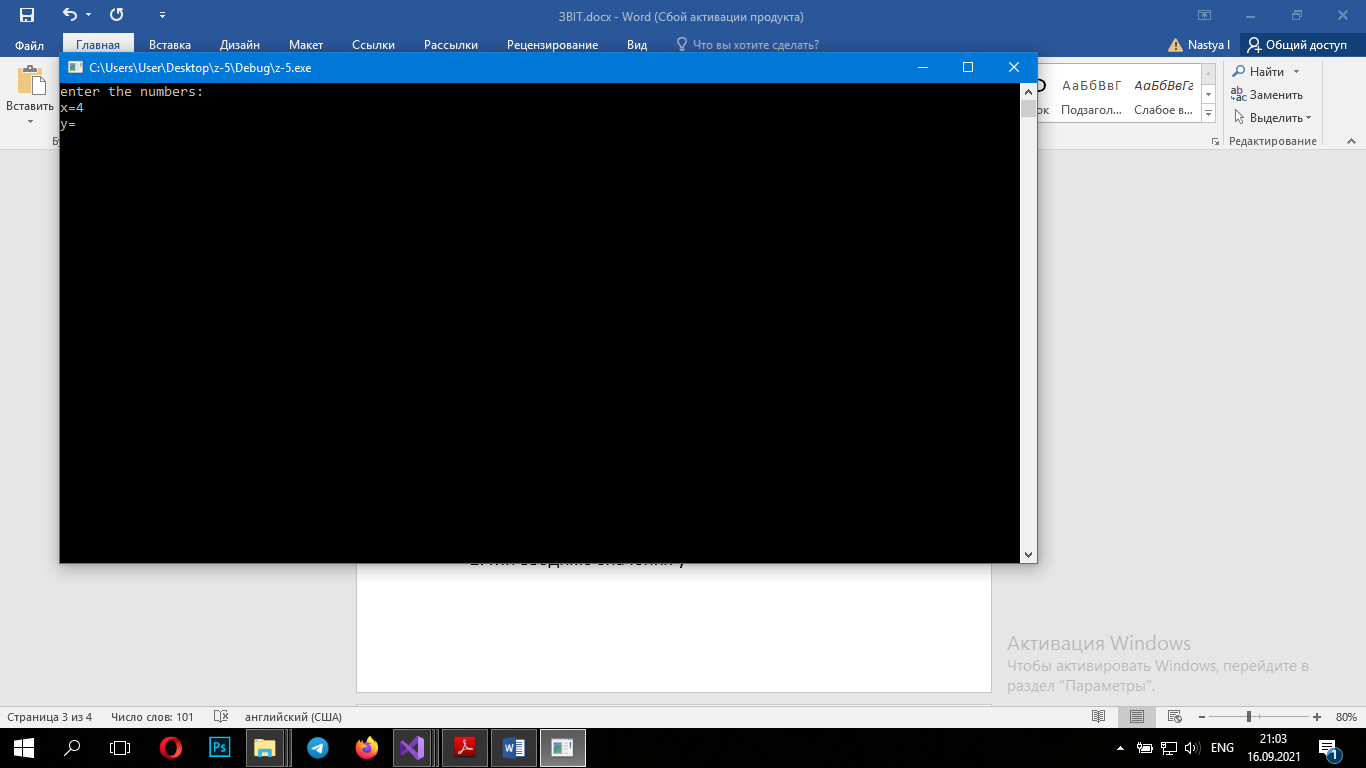 ЗВІТ.docx - Word (Сбой активации продукта)
Файл Главная Вставка Дизайн Макет Ссылки Рассылки Рецензирование Вид Что вы хотите сделать? Nastya I Общий доступ
C:\Users\User\Desktop\z-5\Debug\z-5.exe
enter the numbers:
x=4
y=
Вставить
АаБбВвГ АаБбВвГг
Подзагол... Слабое в...
Найти
Заменить
Выделить
Редактирование
Активация Windows
Чтобы активировать Windows, перейдите в
раздел "Параметры".
Страница 3 из 4 Число слов: 101 английский (США) 80%
Ps
ENG
21:03
16.09.2021
1